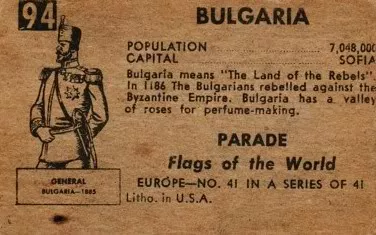 94
BULGARIA
POPULATION 7,048,000
CAPITAL SOFIA
Bulgaria means "The Land of the Rebels".
In 1186 The Bulgarians rebelled against the
Byzantine Empire. Bulgaria has a valley
of roses for perfume-making.
GENERAL
BULGARIA—1885
PARADE
Flags of the World
EUROPE—NO. 41 IN A SERIES OF 41
Litho. in U.S.A.